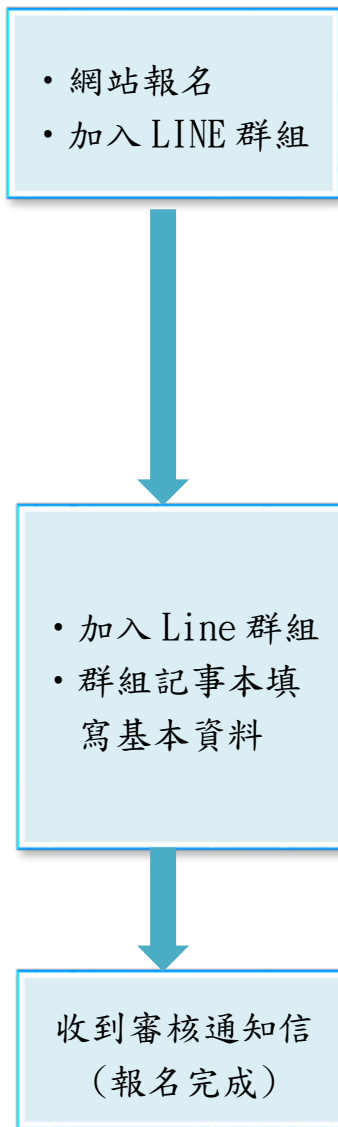 ・網站報名
・加入 LINE 群組
・加入 Line 群組
・群組記事本填
寫基本資料
收到審核通知信
(報名完成)